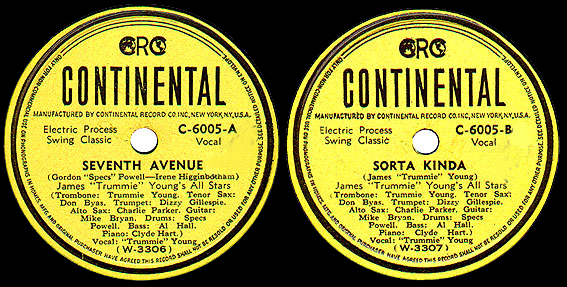 CRC
CONTINENTAL
MANUFACTURED BY CONTINENTAL RECORD CO. INC., NEW YORK, N.Y., U.S.A.
Electric Process
Swing Classic
C-6005-A
Vocal
SEVENTH AVENUE
(Gordon "Specs" Powell—Irene Higginbotham)
James "Trummie" Young's All Stars
(Trombone: Trummie Young. Tenor Sax:
Don Byas. Trumpet: Dizzy Gillespie.
Alto Sax: Charlie Parker. Guitar:
Mike Bryan. Drums: Specs
Powell. Bass: Al Hall.
Piano: Clyde Hart.)
Vocal: "Trummie" Young
(W-3306)
CRC
CONTINENTAL
MANUFACTURED BY CONTINENTAL RECORD CO. INC., NEW YORK, N.Y., U.S.A.
Electric Process
Swing Classic
C-6005-B
Vocal
SORTA KINDA
(James "Trummie" Young)
James "Trummie" Young's All Stars
(Trombone: Trummie Young. Tenor Sax:
Don Byas. Trumpet: Dizzy Gillespie.
Alto Sax: Charlie Parker. Guitar:
Mike Bryan. Drums: Specs
Powell. Bass: Al Hall.
Piano: Clyde Hart.)
Vocal: "Trummie" Young
(W-3307)